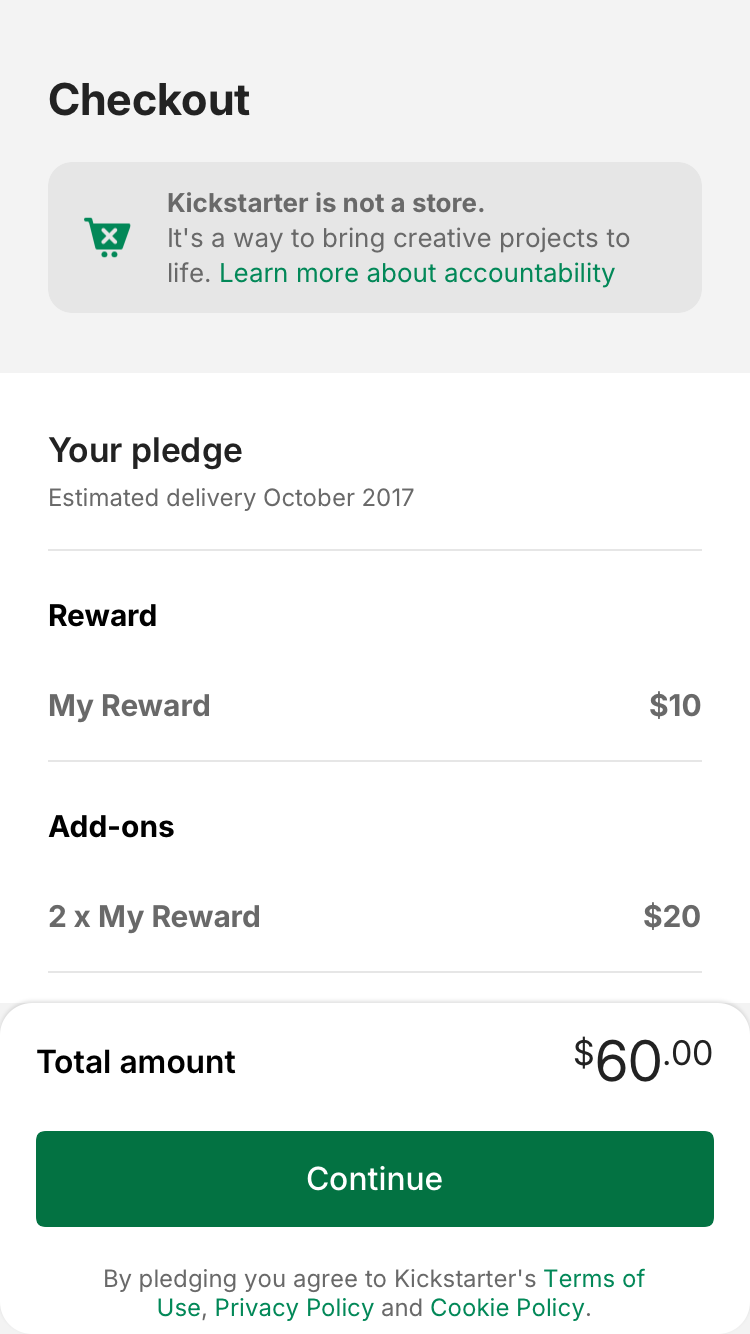 Checkout
Kickstarter is not a store.
It's a way to bring creative projects to
life. Learn more about accountability
Your pledge
Estimated delivery October 2017
Reward
My Reward $10
Add-ons
2 x My Reward $20
Total amount $60.00
Continue
By pledging you agree to Kickstarter's Terms of
Use, Privacy Policy and Cookie Policy.